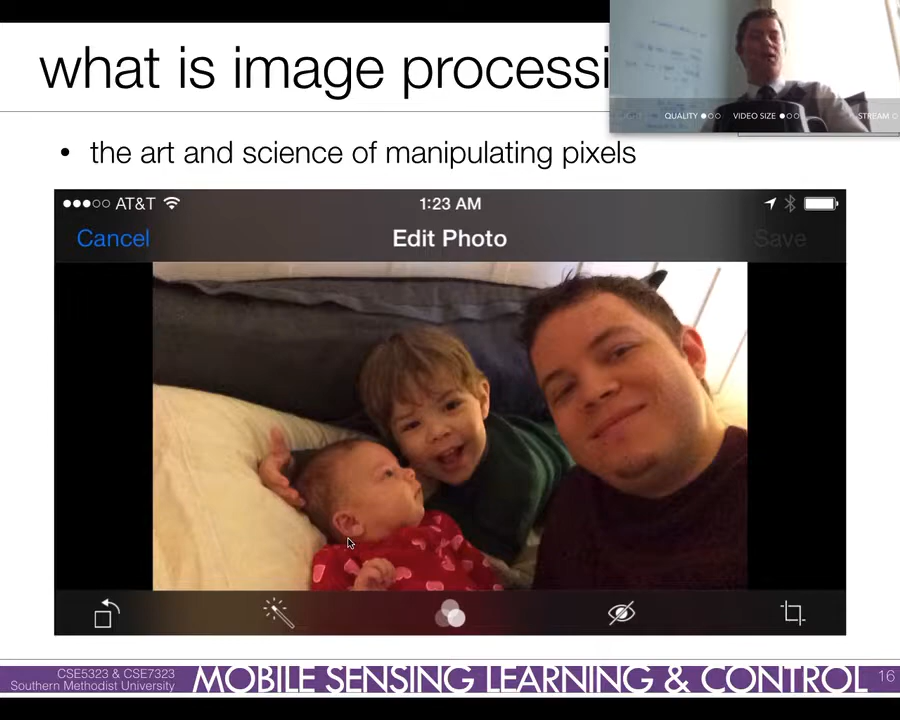 what is image processi
QUALITY VIDEO SIZE STREAM
• the art and science of manipulating pixels
AT&T 1:23 AM
Cancel Edit Photo Save
CSE5323 & CSE7323
Southern Methodist University
MOBILE SENSING LEARNING & CONTROL 16